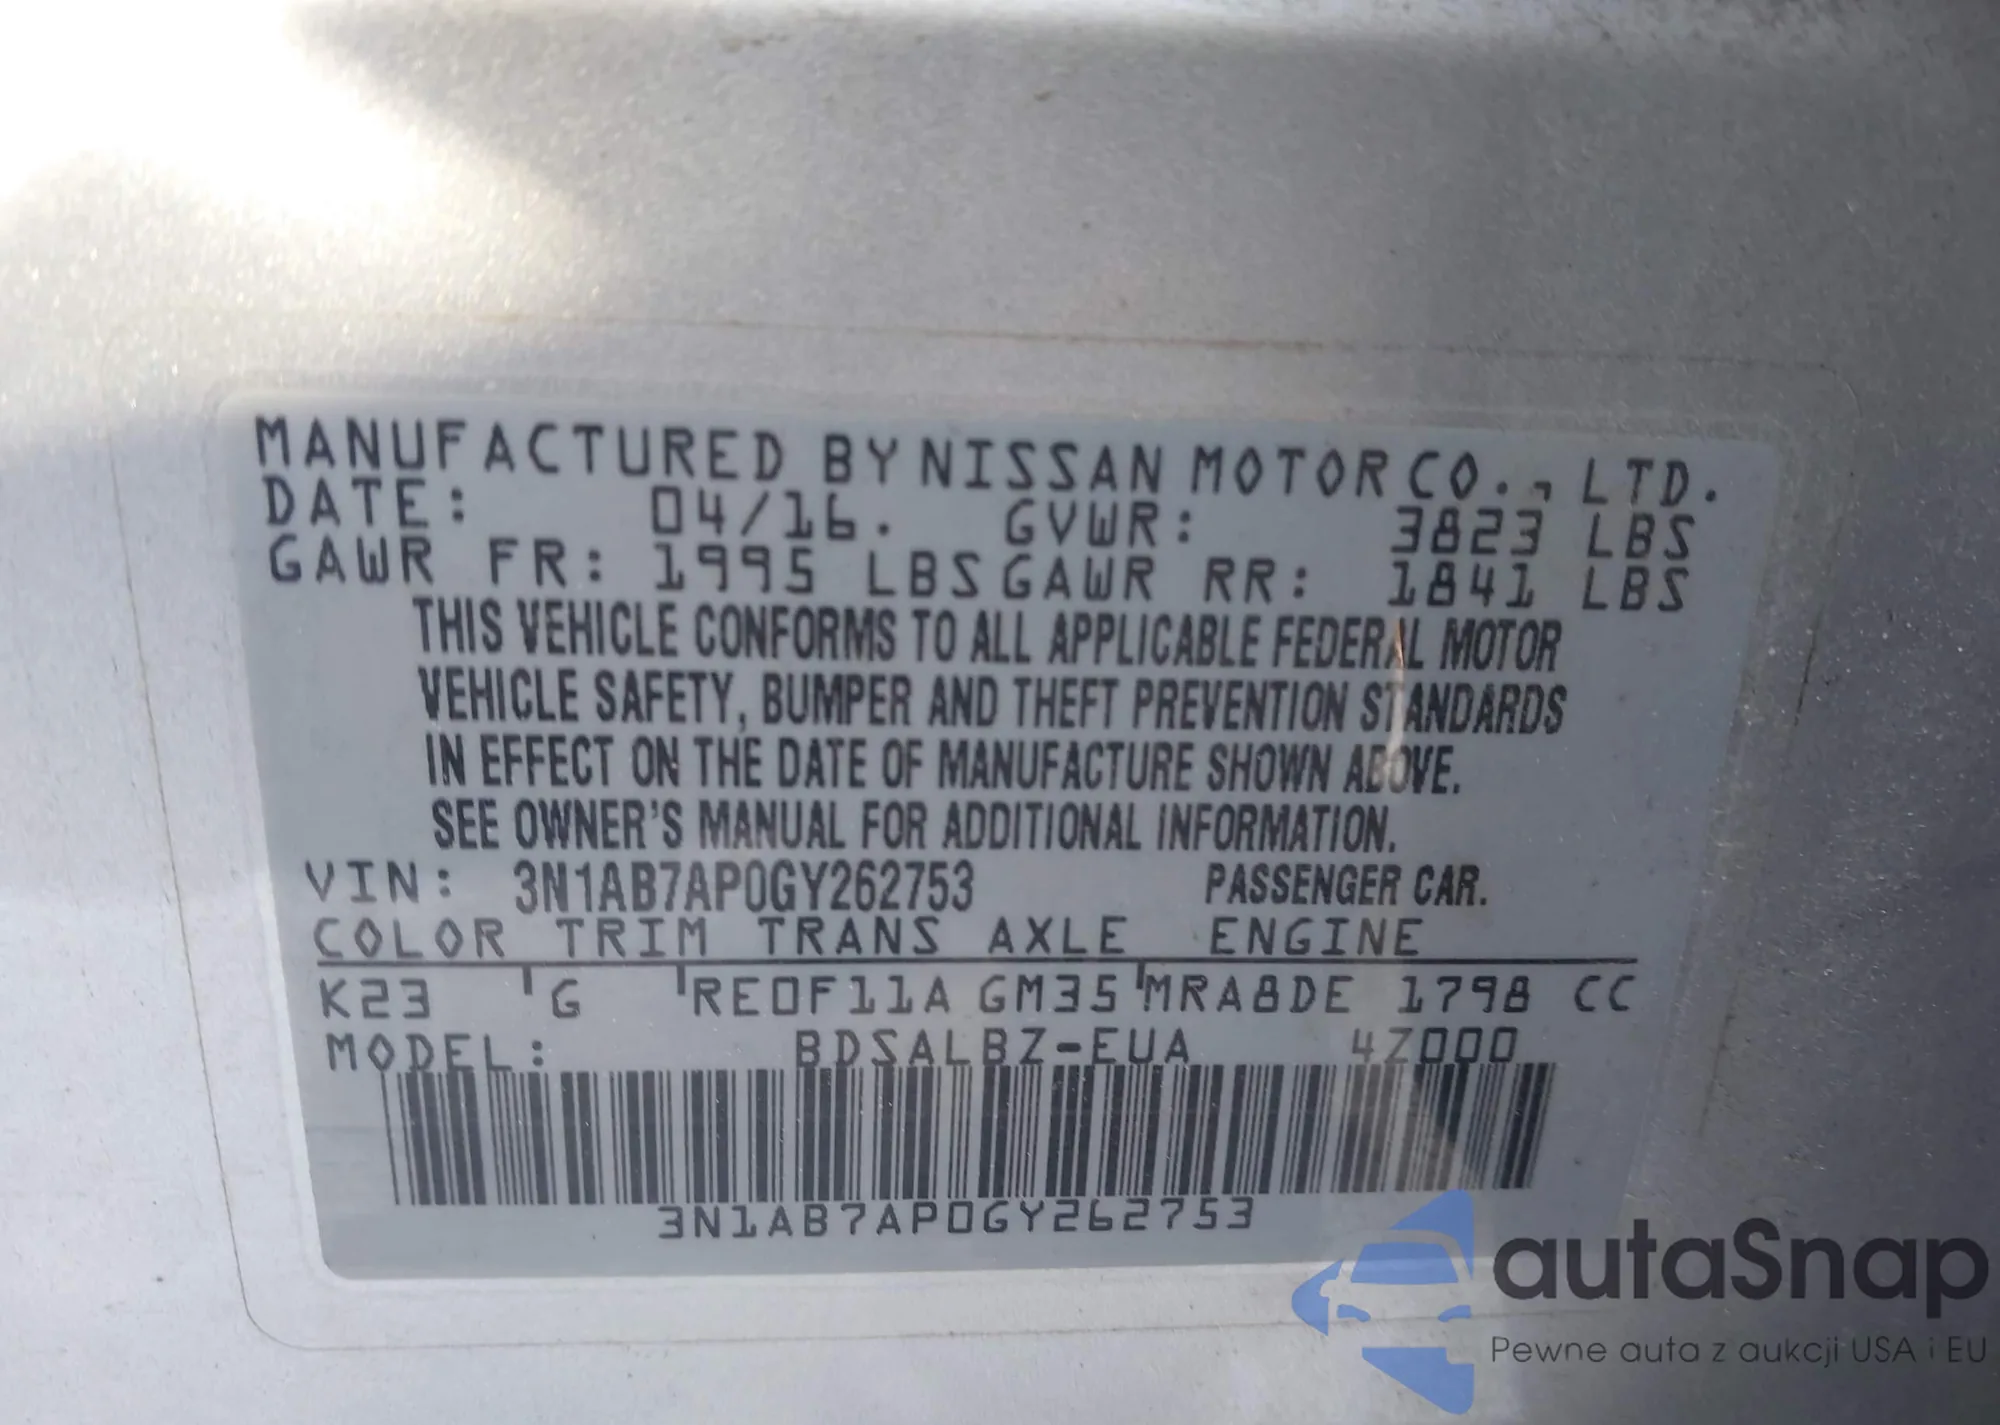 MANUFACTURED BY NISSAN MOTOR CO., LTD.
DATE: 04/16. GVWR: 3823 LBS
GAWR FR: 1995 LBS GAWR RR: 1841 LBS
THIS VEHICLE CONFORMS TO ALL APPLICABLE FEDERAL MOTOR
VEHICLE SAFETY, BUMPER AND THEFT PREVENTION STANDARDS
IN EFFECT ON THE DATE OF MANUFACTURE SHOWN ABOVE.
SEE OWNER'S MANUAL FOR ADDITIONAL INFORMATION.
VIN: 3N1AB7AP0GY262753 PASSENGER CAR.
COLOR TRIM TRANS AXLE ENGINE
K23 G RE0F11A GM35 MRA8DE 1798 CC
MODEL: BDSALBZ-EUA 4Z000
3N1AB7AP0GY262753
autaSnap
Pewne auta z aukcji USA i EU